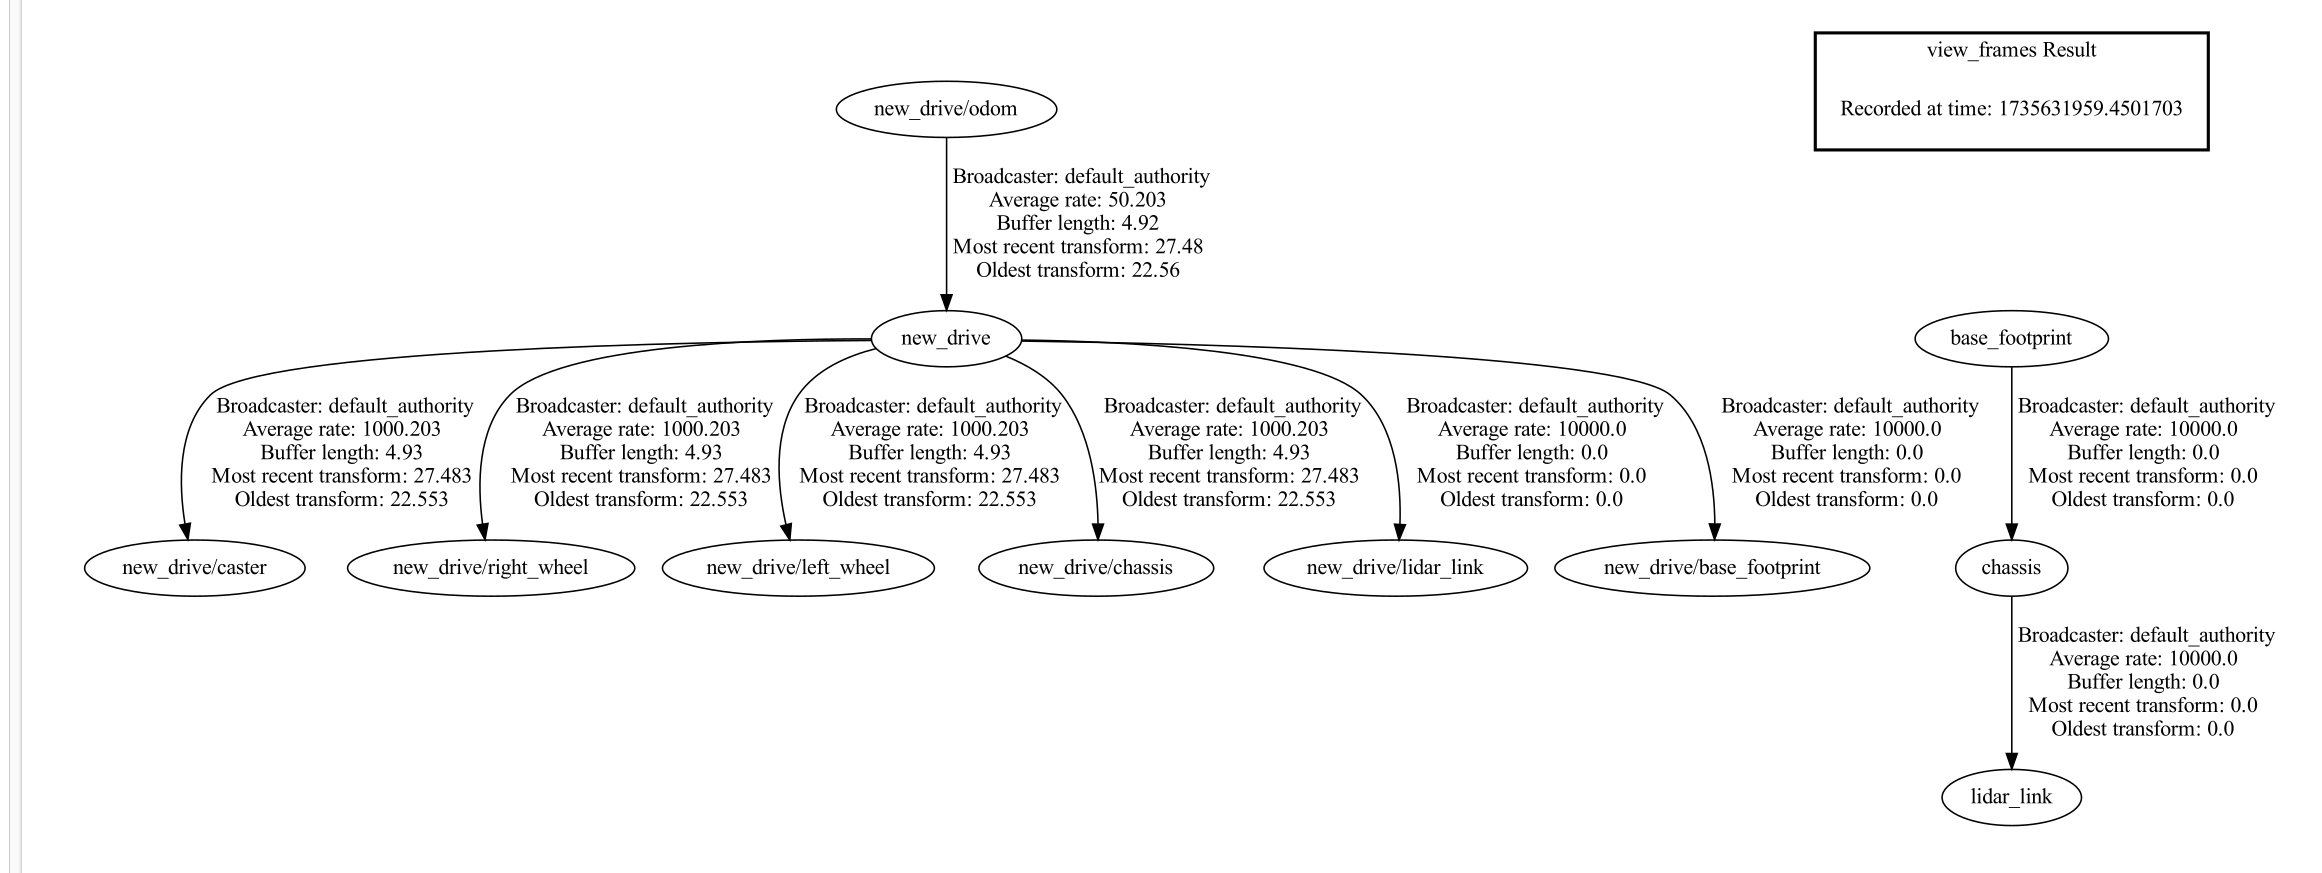 view_frames Result
Recorded at time: 1735631959.4501703
new_drive/odom
Broadcaster: default_authority
Average rate: 50.203
Buffer length: 4.92
Most recent transform: 27.48
Oldest transform: 22.56
new_drive
base_footprint
Broadcaster: default_authority
Average rate: 1000.203
Buffer length: 4.93
Most recent transform: 27.483
Oldest transform: 22.553
Broadcaster: default_authority
Average rate: 1000.203
Buffer length: 4.93
Most recent transform: 27.483
Oldest transform: 22.553
Broadcaster: default_authority
Average rate: 1000.203
Buffer length: 4.93
Most recent transform: 27.483
Oldest transform: 22.553
Broadcaster: default_authority
Average rate: 1000.203
Buffer length: 4.93
Most recent transform: 27.483
Oldest transform: 22.553
Broadcaster: default_authority
Average rate: 10000.0
Buffer length: 0.0
Most recent transform: 0.0
Oldest transform: 0.0
Broadcaster: default_authority
Average rate: 10000.0
Buffer length: 0.0
Most recent transform: 0.0
Oldest transform: 0.0
Broadcaster: default_authority
Average rate: 10000.0
Buffer length: 0.0
Most recent transform: 0.0
Oldest transform: 0.0
new_drive/caster
new_drive/right_wheel
new_drive/left_wheel
new_drive/chassis
new_drive/lidar_link
new_drive/base_footprint
chassis
Broadcaster: default_authority
Average rate: 10000.0
Buffer length: 0.0
Most recent transform: 0.0
Oldest transform: 0.0
lidar_link